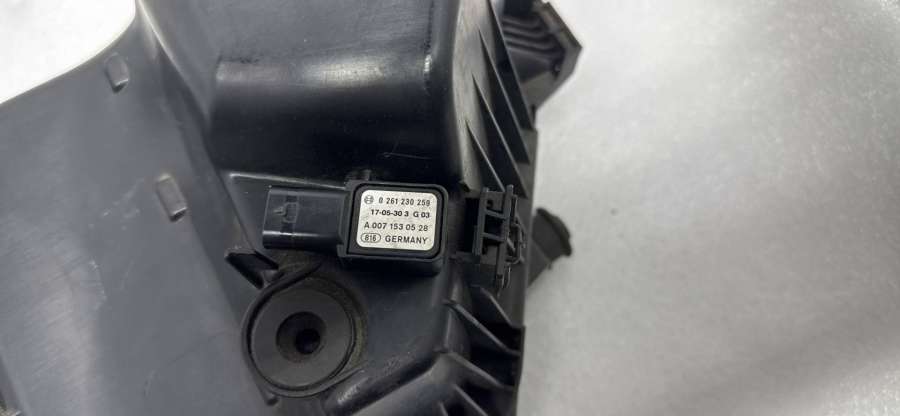 0 261 230 259
17-05-30 3 G 03
A 007 153 05 28
816 GERMANY